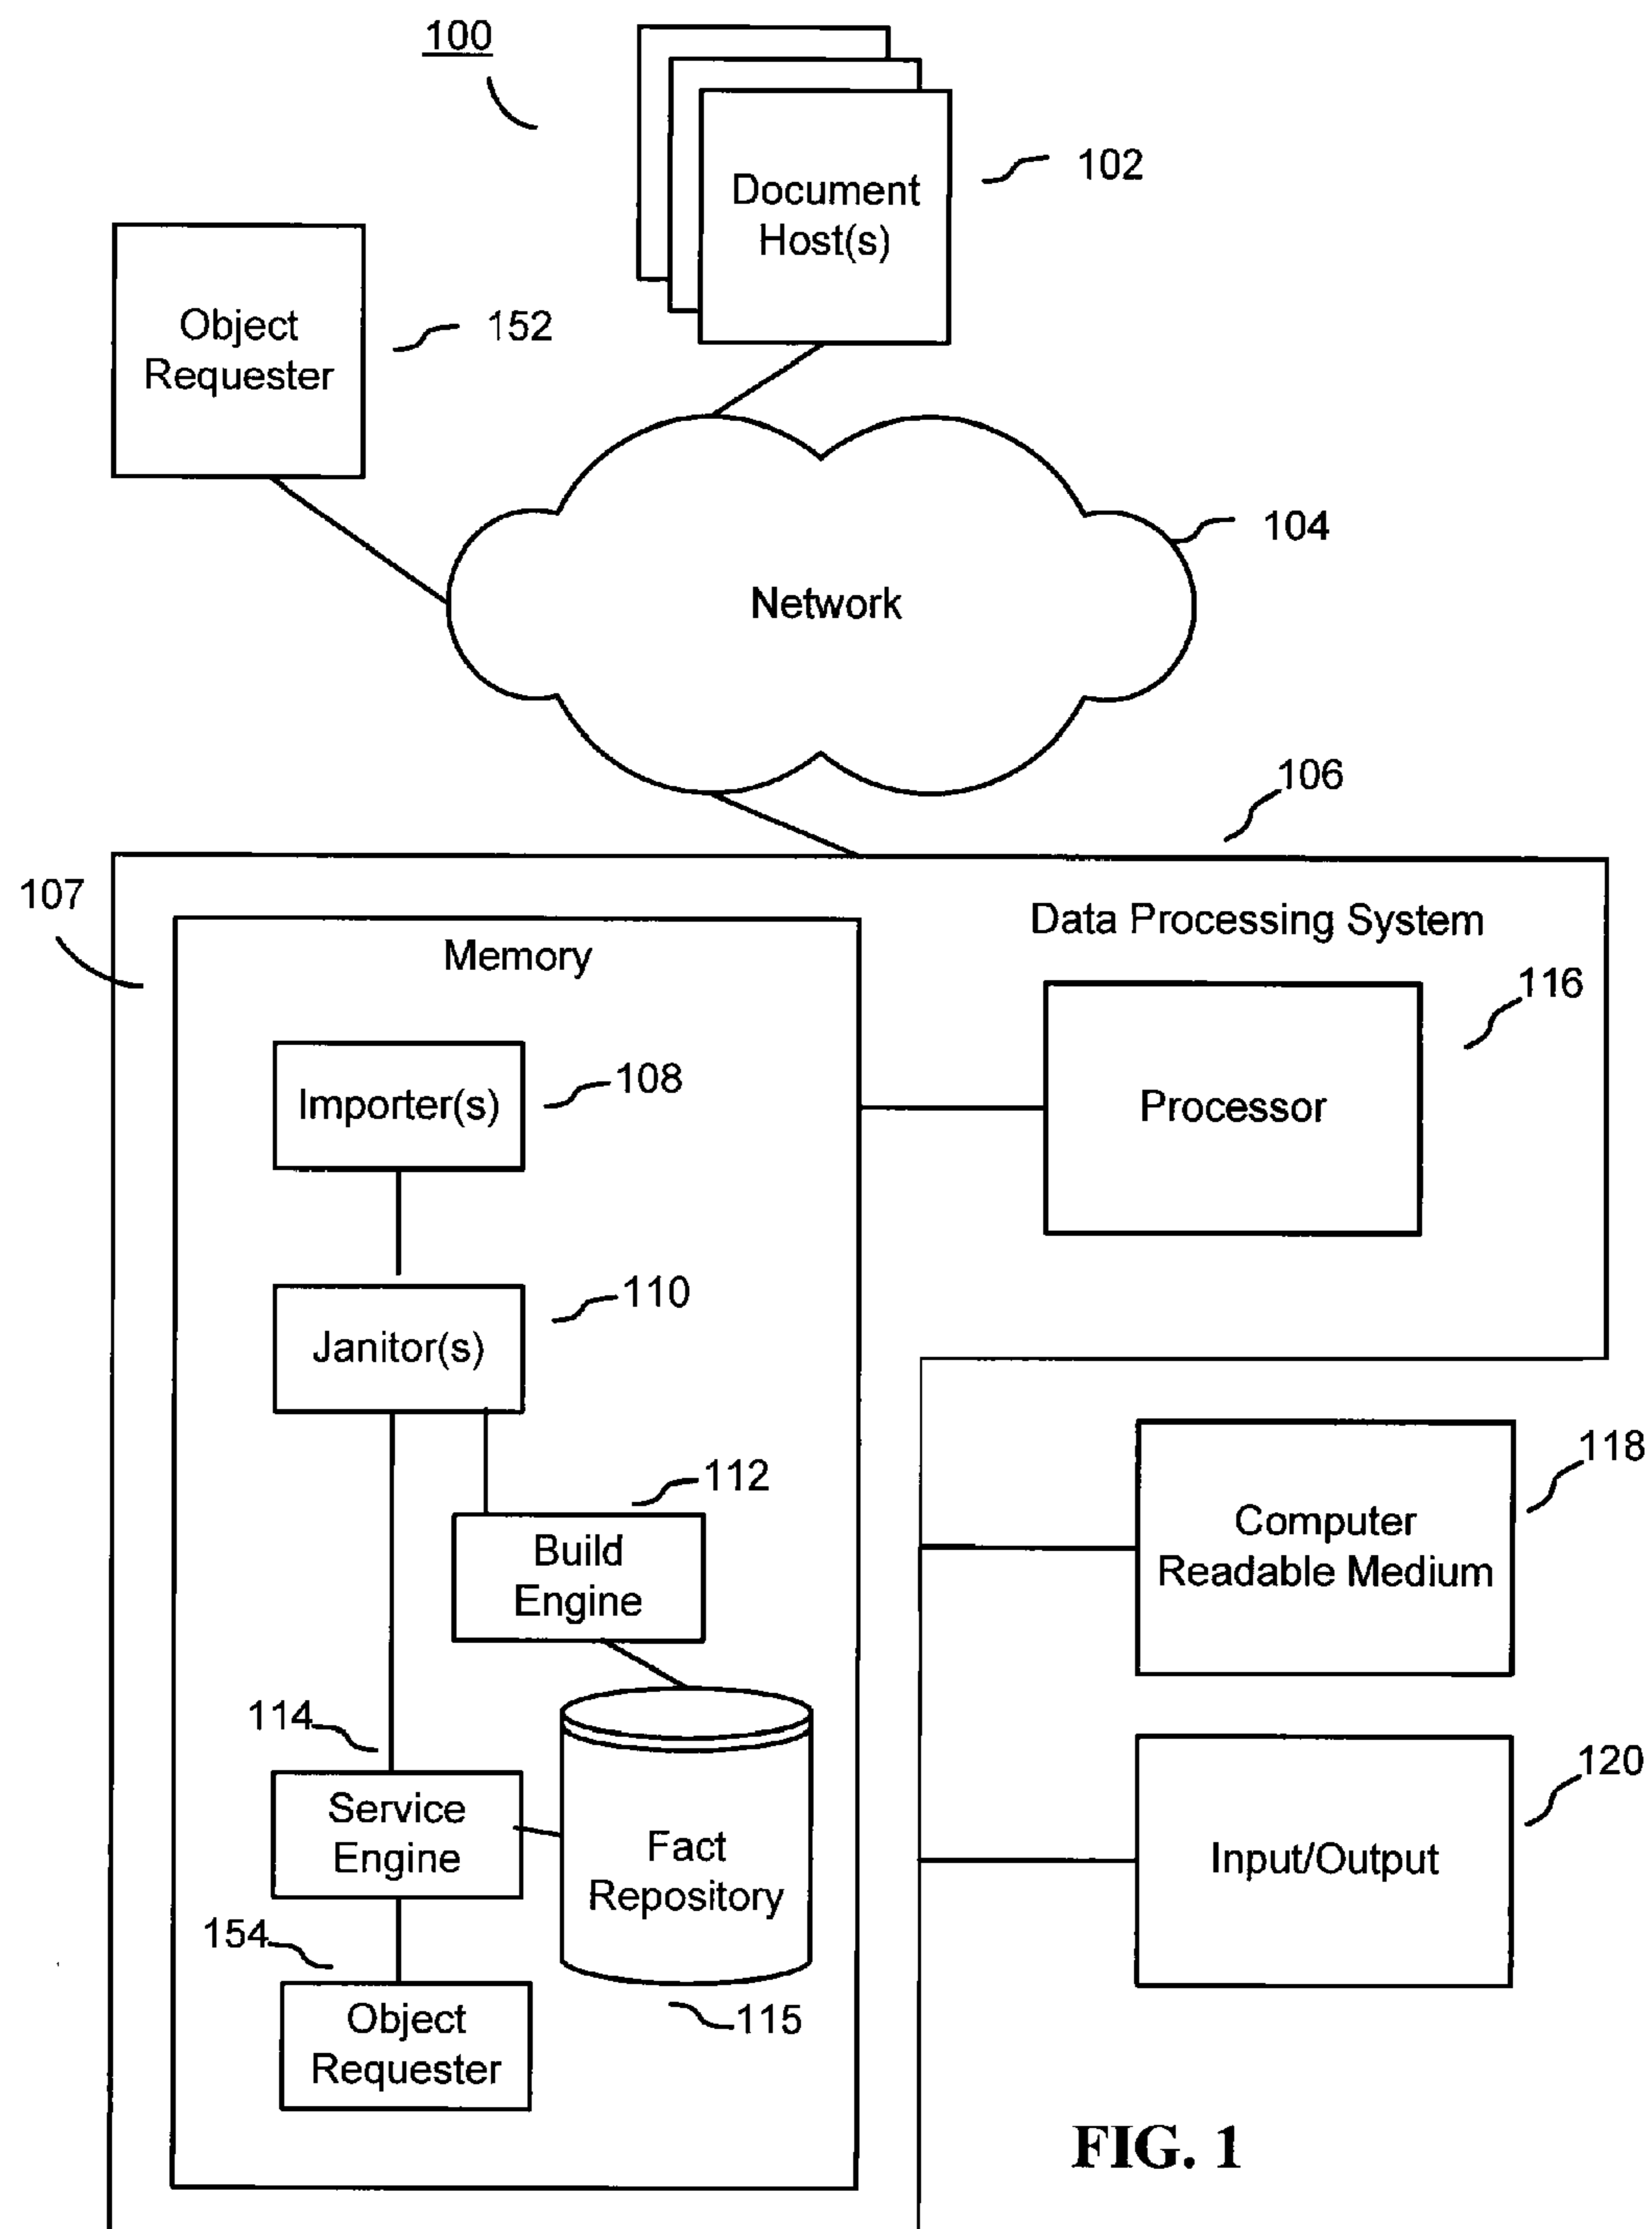 100
Document
Host(s)
102
Object
Requester
152
104
Network
106
107
Data Processing System
Memory
116
Importer(s)
108
Processor
110
Janitor(s)
112
118
Build
Engine
Computer
Readable Medium
114
120
Service
Engine
Fact
Repository
Input/Output
154
115
Object
Requester
FIG. 1